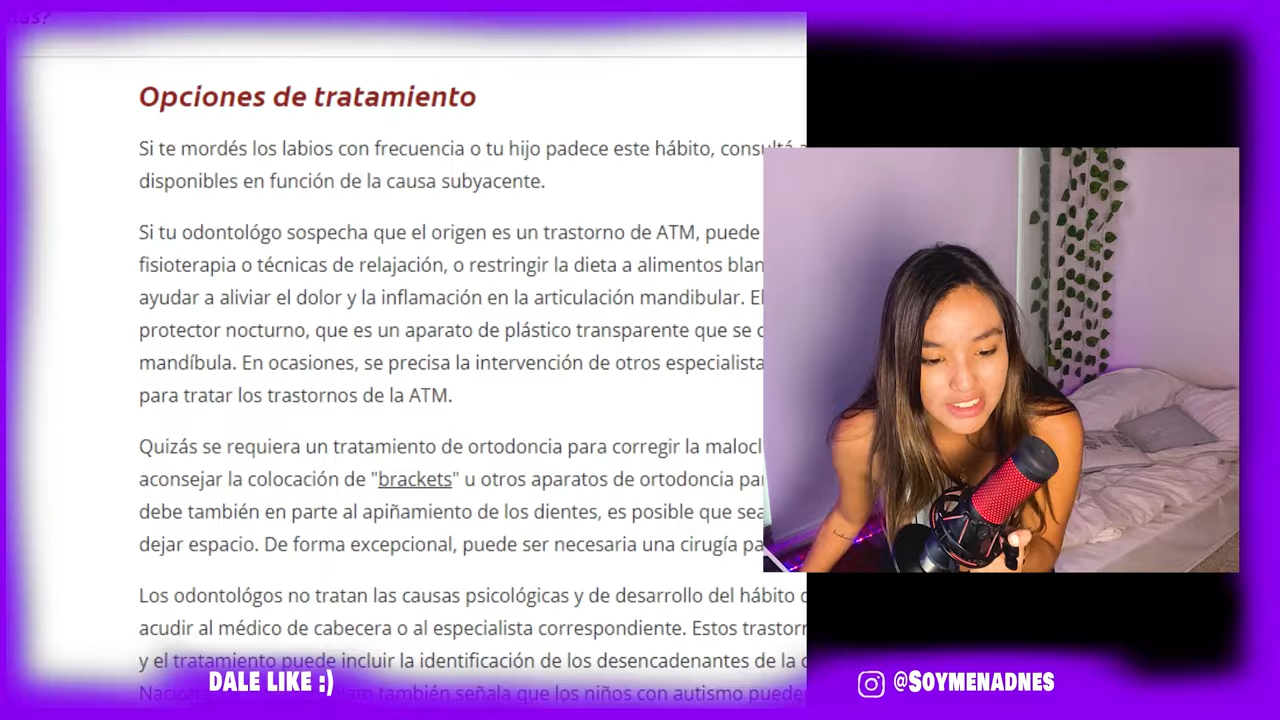 Opciones de tratamiento
Si te mordés los labios con frecuencia o tu hijo padece este hábito, consultá a
disponibles en función de la causa subyacente.
Si tu odontológo sospecha que el origen es un trastorno de ATM, puede
fisioterapia o técnicas de relajación, o restringir la dieta a alimentos blan
ayudar a aliviar el dolor y la inflamación en la articulación mandibular. El
protector nocturno, que es un aparato de plástico transparente que se c
mandíbula. En ocasiones, se precisa la intervención de otros especialista
para tratar los trastornos de la ATM.
Quizás se requiera un tratamiento de ortodoncia para corregir la malocl
aconsejar la colocación de "brackets" u otros aparatos de ortodoncia par
debe también en parte al apiñamiento de los dientes, es posible que sea
dejar espacio. De forma excepcional, puede ser necesaria una cirugía pa
Los odontológos no tratan las causas psicológicas y de desarrollo del hábito
acudir al médico de cabecera o al especialista correspondiente. Estos trastorn
y el tratamiento puede incluir la identificación de los desencadenantes de la
también señala que los niños con autismo pueden
DALE LIKE :)
@SOYMENADNES